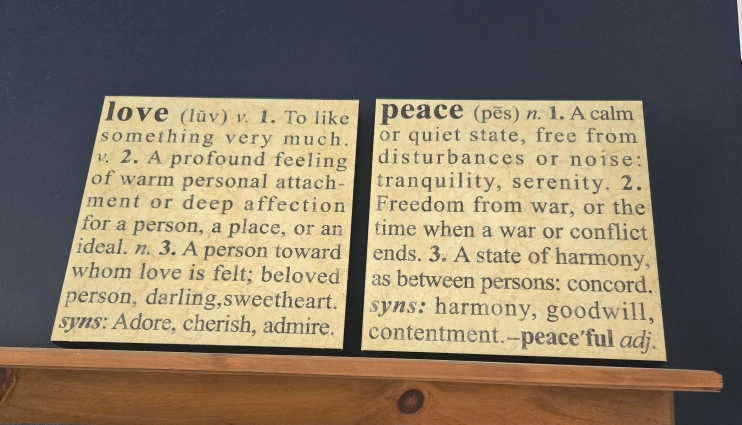 love (lŭv) v. 1. To like
something very much.
v. 2. A profound feeling
of warm personal attach-
ment or deep affection
for a person, a place, or an
ideal. n. 3. A person toward
whom love is felt; beloved
person, darling,sweetheart.
syns: Adore, cherish, admire.
peace (pēs) n. 1. A calm
or quiet state, free from
disturbances or noise:
tranquility, serenity. 2.
Freedom from war, or the
time when a war or conflict
ends. 3. A state of harmony,
as between persons: concord.
syns: harmony, goodwill,
contentment.–peace′ful adj.